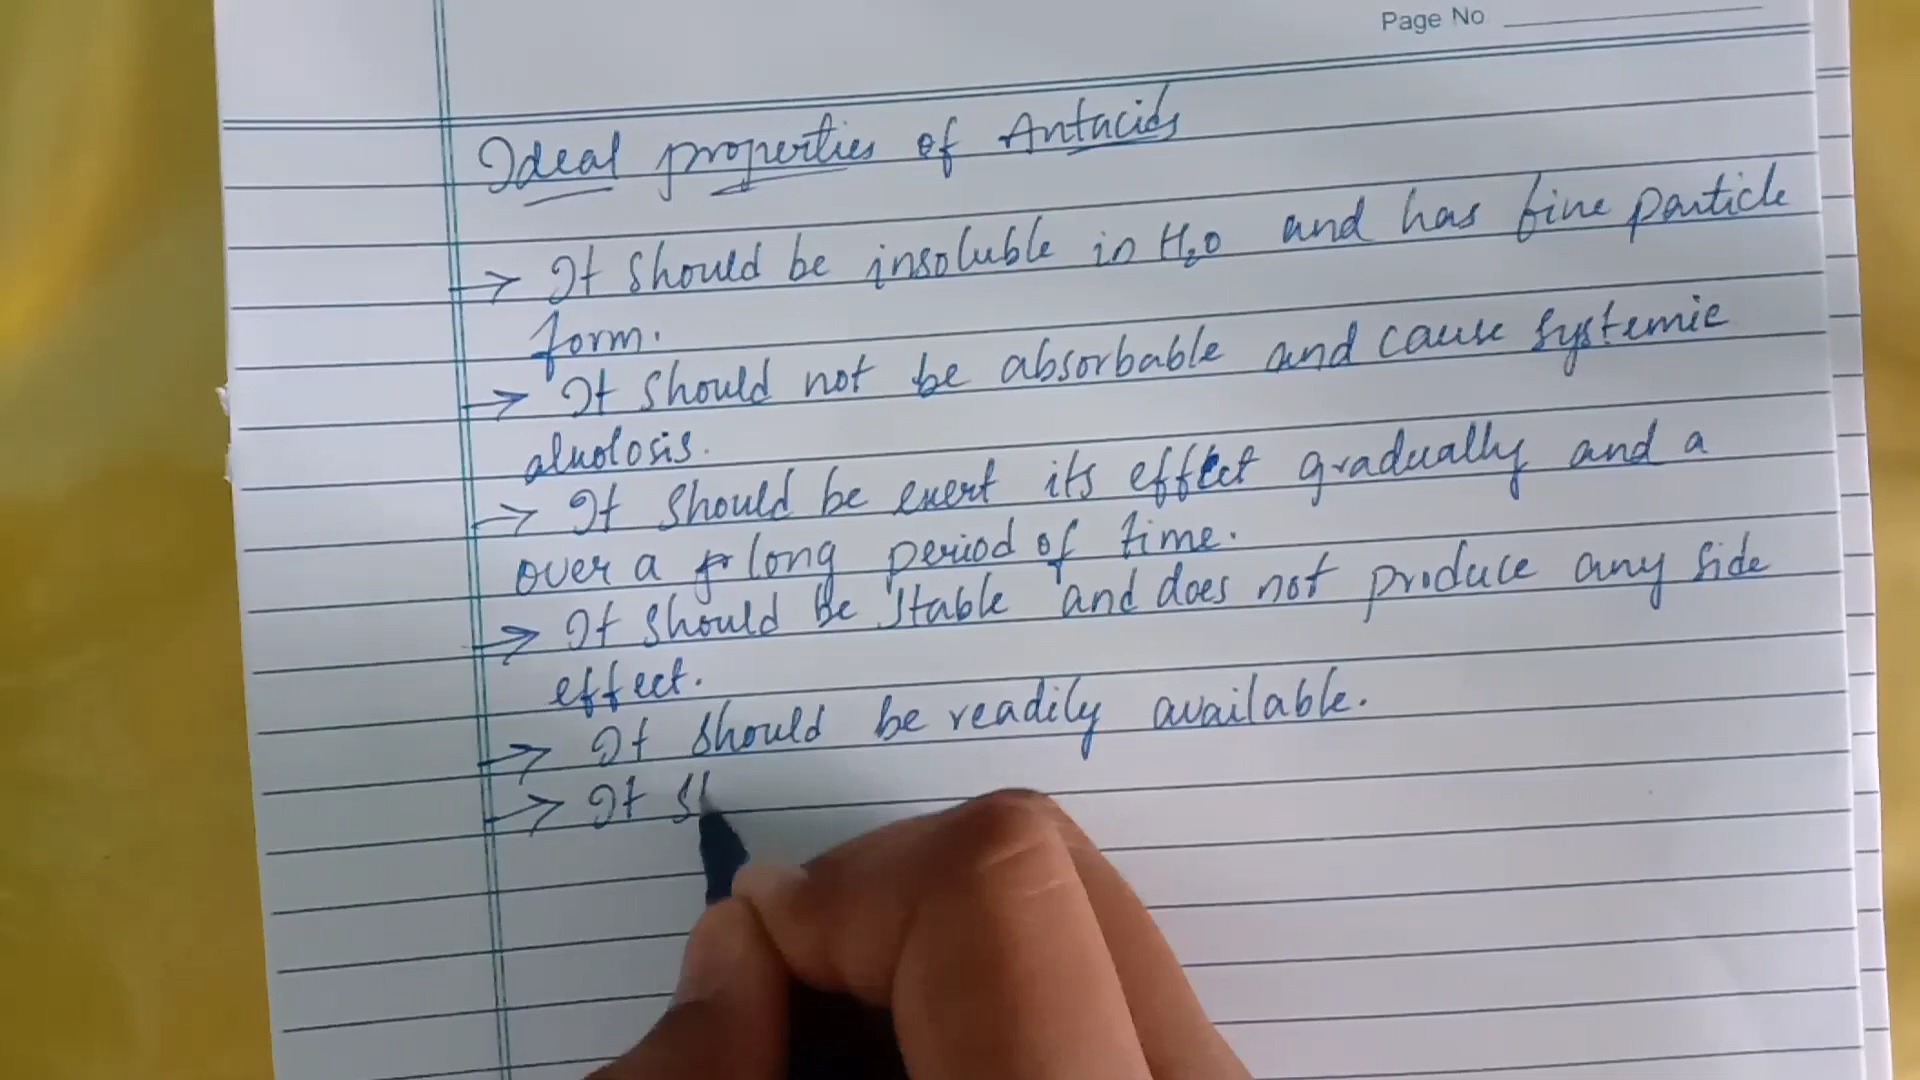 Page No
Ideal properties of Antacids
-> It should be insoluble in H₂O and has fine particle
form.
-> It should not be absorbable and cause systemic
alkolosis.
-> It should be exert its effect gradually and a
over a long period of time.
-> It should be stable and does not produce any side
effect.
-> It should be readily available.
-> It sh